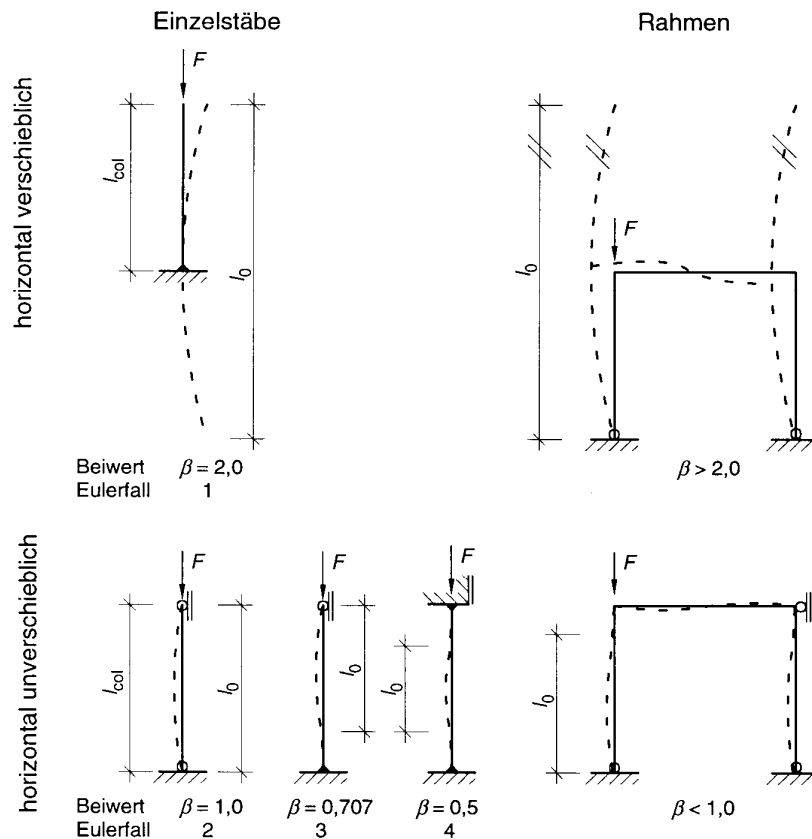 Einzelstäbe
Rahmen
horizontal verschieblich
F
l_col
l_0
F
l_0
Beiwert β = 2,0
Eulerfall 1
β > 2,0
horizontal unverschieblich
F
F
F
F
l_col
l_0
l_0
l_0
l_0
Beiwert β = 1,0 β = 0,707 β = 0,5
Eulerfall 2 3 4
β < 1,0